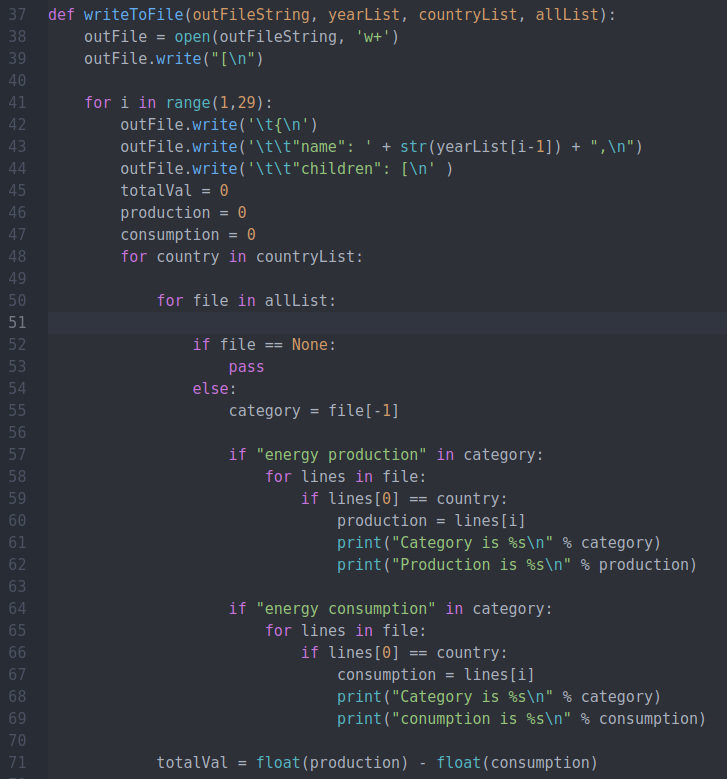 37 def writeToFile(outFileString, yearList, countryList, allList):
38     outFile = open(outFileString, 'w+')
39     outFile.write("[\n")
40
41     for i in range(1,29):
42         outFile.write('\t{\n')
43         outFile.write('\t\t"name": ' + str(yearList[i-1]) + ",\n")
44         outFile.write('\t\t"children": [\n' )
45         totalVal = 0
46         production = 0
47         consumption = 0
48         for country in countryList:
49
50             for file in allList:
51
52                 if file == None:
53                     pass
54                 else:
55                     category = file[-1]
56
57                     if "energy production" in category:
58                         for lines in file:
59                             if lines[0] == country:
60                                 production = lines[i]
61                                 print("Category is %s\n" % category)
62                                 print("Production is %s\n" % production)
63
64                     if "energy consumption" in category:
65                         for lines in file:
66                             if lines[0] == country:
67                                 consumption = lines[i]
68                                 print("Category is %s\n" % category)
69                                 print("conumption is %s\n" % consumption)
70
71             totalVal = float(production) - float(consumption)